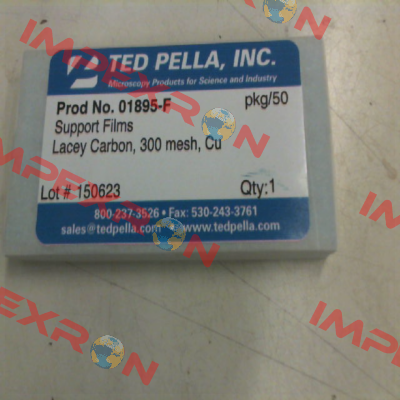 TED PELLA, INC.
Microscopy Products for Science and Industry
Prod No. 01895-F pkg/50
Support Films
Lacey Carbon, 300 mesh, Cu
Lot # 150623 Qty:1
800-237-3526 • Fax: 530-243-3761
sales@tedpella.com www.tedpella.com
IMPEXRON
IMPEXRON
IMPEXRON